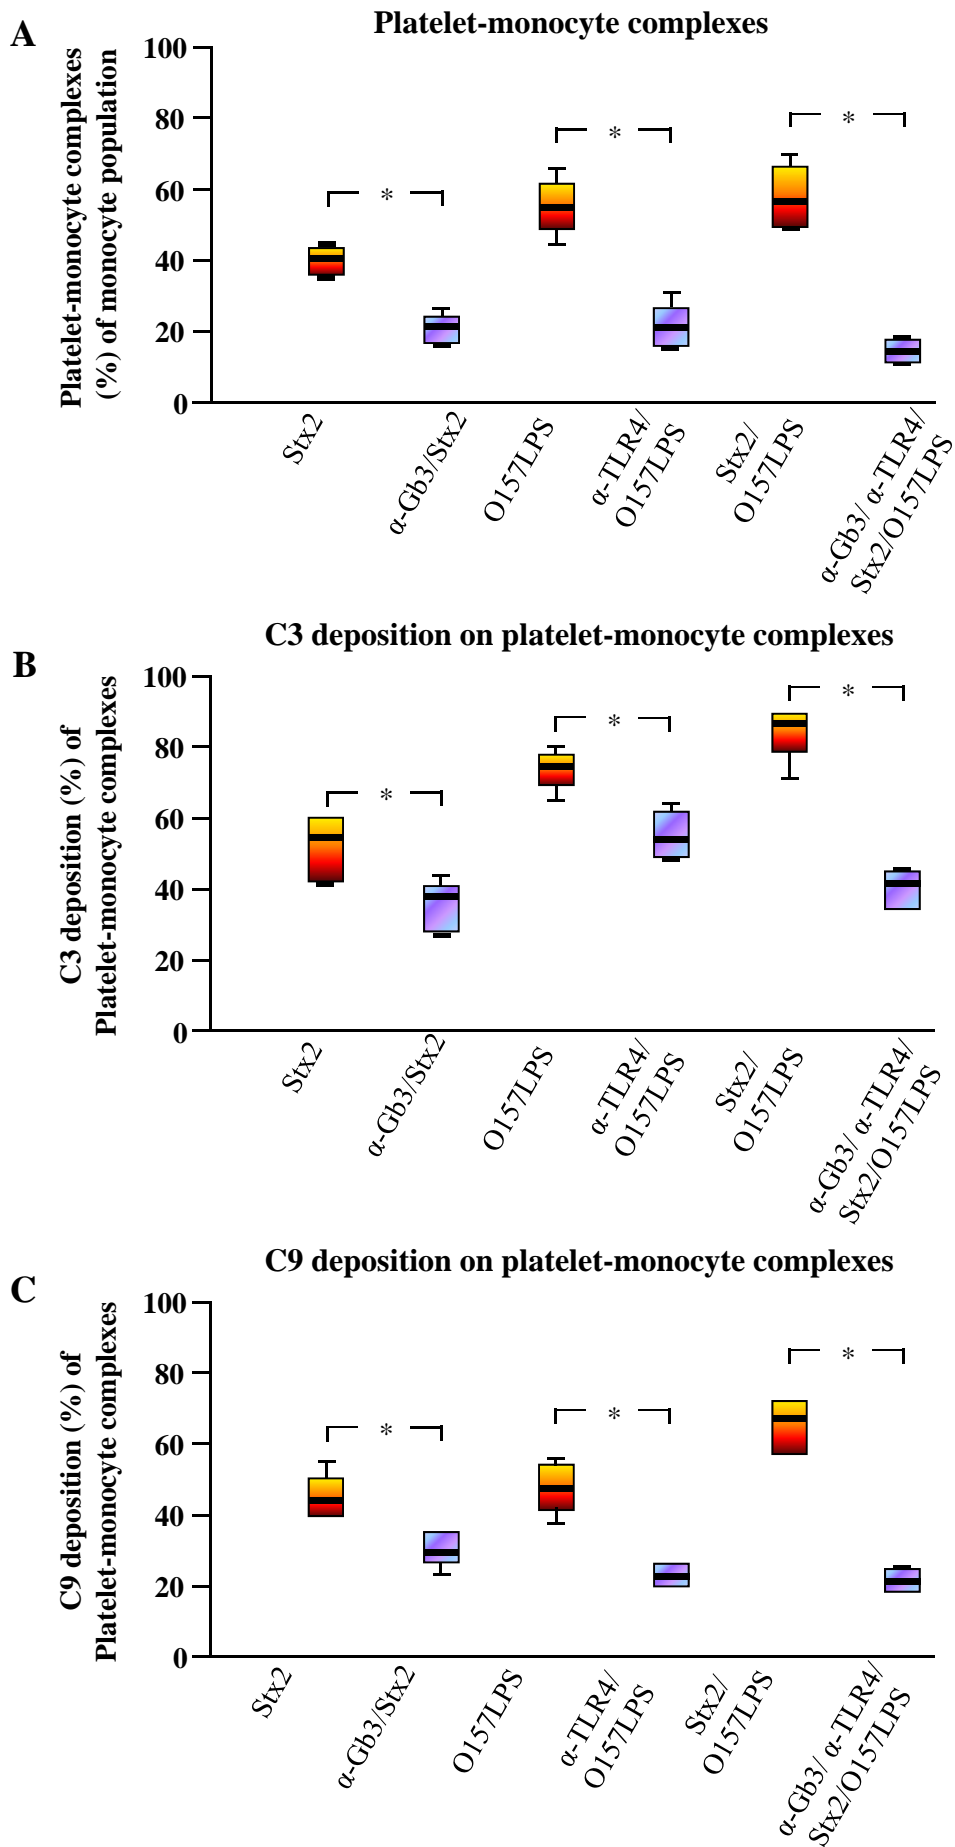 A
Platelet-monocyte complexes
Platelet-monocyte complexes
(%) of monocyte population
100
80
60
40
20
0
*
*
*
Stx2
α-Gb3/Stx2
O157LPS
α-TLR4/
O157LPS
Stx2/
O157LPS
α-Gb3/ α-TLR4/
Stx2/O157LPS
B
C3 deposition on platelet-monocyte complexes
C3 deposition (%) of
Platelet-monocyte complexes
100
80
60
40
20
0
*
*
*
Stx2
α-Gb3/Stx2
O157LPS
α-TLR4/
O157LPS
Stx2/
O157LPS
α-Gb3/ α-TLR4/
Stx2/O157LPS
C
C9 deposition on platelet-monocyte complexes
C9 deposition (%) of
Platelet-monocyte complexes
100
80
60
40
20
0
*
*
*
Stx2
α-Gb3/Stx2
O157LPS
α-TLR4/
O157LPS
Stx2/
O157LPS
α-Gb3/ α-TLR4/
Stx2/O157LPS